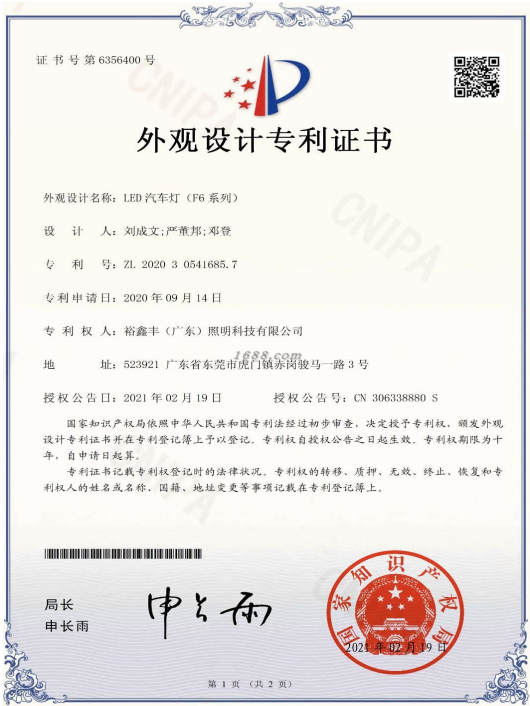 证书号第6356400号
外观设计专利证书
外观设计名称：LED汽车灯（F6系列）
设计人：刘成文;严董邦;邓登
专利号：ZL 2020 3 0541685.7
专利申请日：2020年09月14日
专利权人：裕鑫丰（广东）照明科技有限公司
地址：523921 广东省东莞市虎门镇赤岗骏马一路3号
1688.com
授权公告日：2021年02月19日 授权公告号：CN 306338880 S
国家知识产权局依照中华人民共和国专利法经过初步审查，决定授予专利权，颁发外观
设计专利证书并在专利登记簿上予以登记。专利权自授权公告之日起生效。专利权期限为十
年，自申请日起算。
专利证书记载专利权登记时的法律状况。专利权的转移、质押、无效、终止、恢复和专
利权人的姓名或名称、国籍、地址变更等事项记载在专利登记簿上。
局长
申长雨
申长雨
国家知识产权局
2021年02月19日
第1页（共2页）
CNIPA
CNIPA
CNIPA